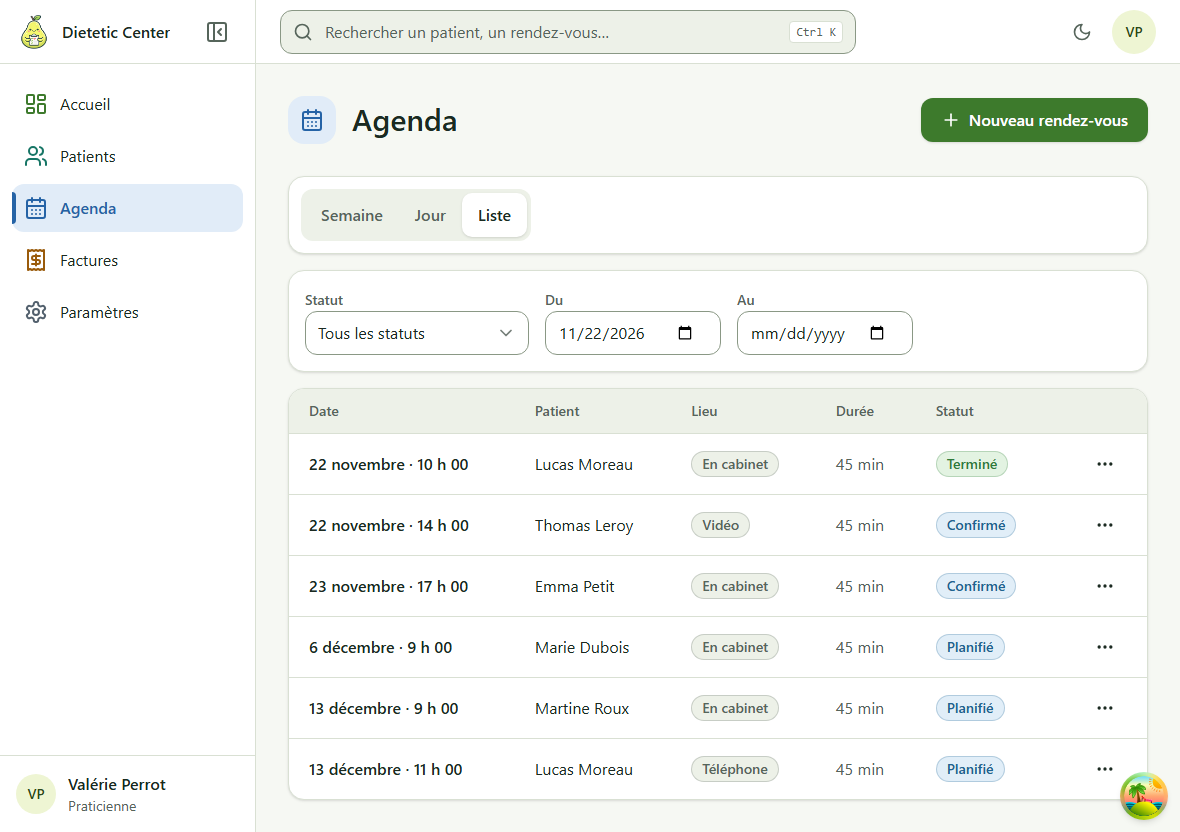 Dietetic Center
Rechercher un patient, un rendez-vous...
Ctrl K
VP
Accueil
Patients
Agenda
Factures
Paramètres
Agenda
Nouveau rendez-vous
Semaine Jour Liste
Statut Du Au
Tous les statuts 11/22/2026 mm/dd/yyyy
Date Patient Lieu Durée Statut
22 novembre · 10 h 00 Lucas Moreau En cabinet 45 min Terminé
22 novembre · 14 h 00 Thomas Leroy Vidéo 45 min Confirmé
23 novembre · 17 h 00 Emma Petit En cabinet 45 min Confirmé
6 décembre · 9 h 00 Marie Dubois En cabinet 45 min Planifié
13 décembre · 9 h 00 Martine Roux En cabinet 45 min Planifié
13 décembre · 11 h 00 Lucas Moreau Téléphone 45 min Planifié
VP
Valérie Perrot
Praticienne